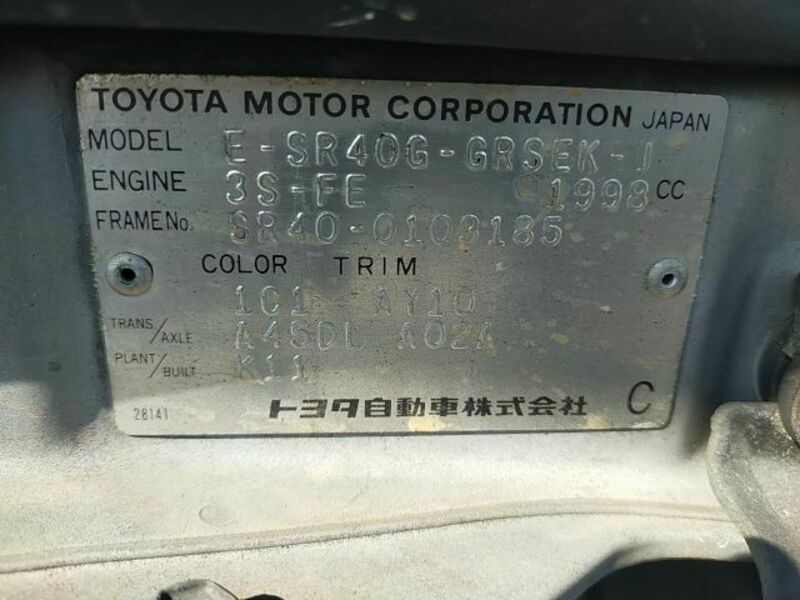 TOYOTA MOTOR CORPORATION JAPAN
MODEL E-SR40G-GRSEK-J
ENGINE 3S-FE 1998 CC
FRAME No. SR40-0103185
COLOR TRIM
1C1 AY10
TRANS/AXLE A45DL A02A
PLANT/BUILT K11
28141 トヨタ自動車株式会社 C